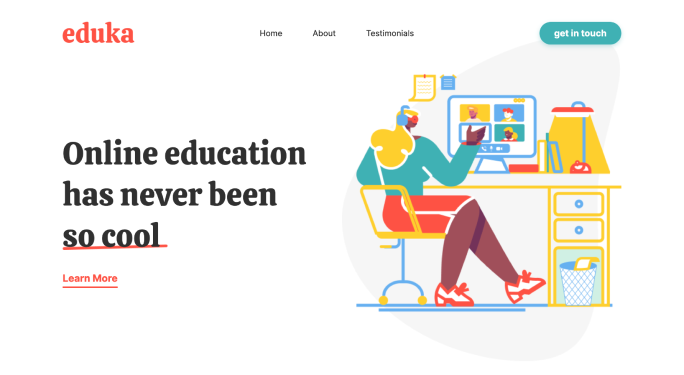 eduka
Home
About
Testimonials
get in touch
Online education
has never been
so cool
Learn More